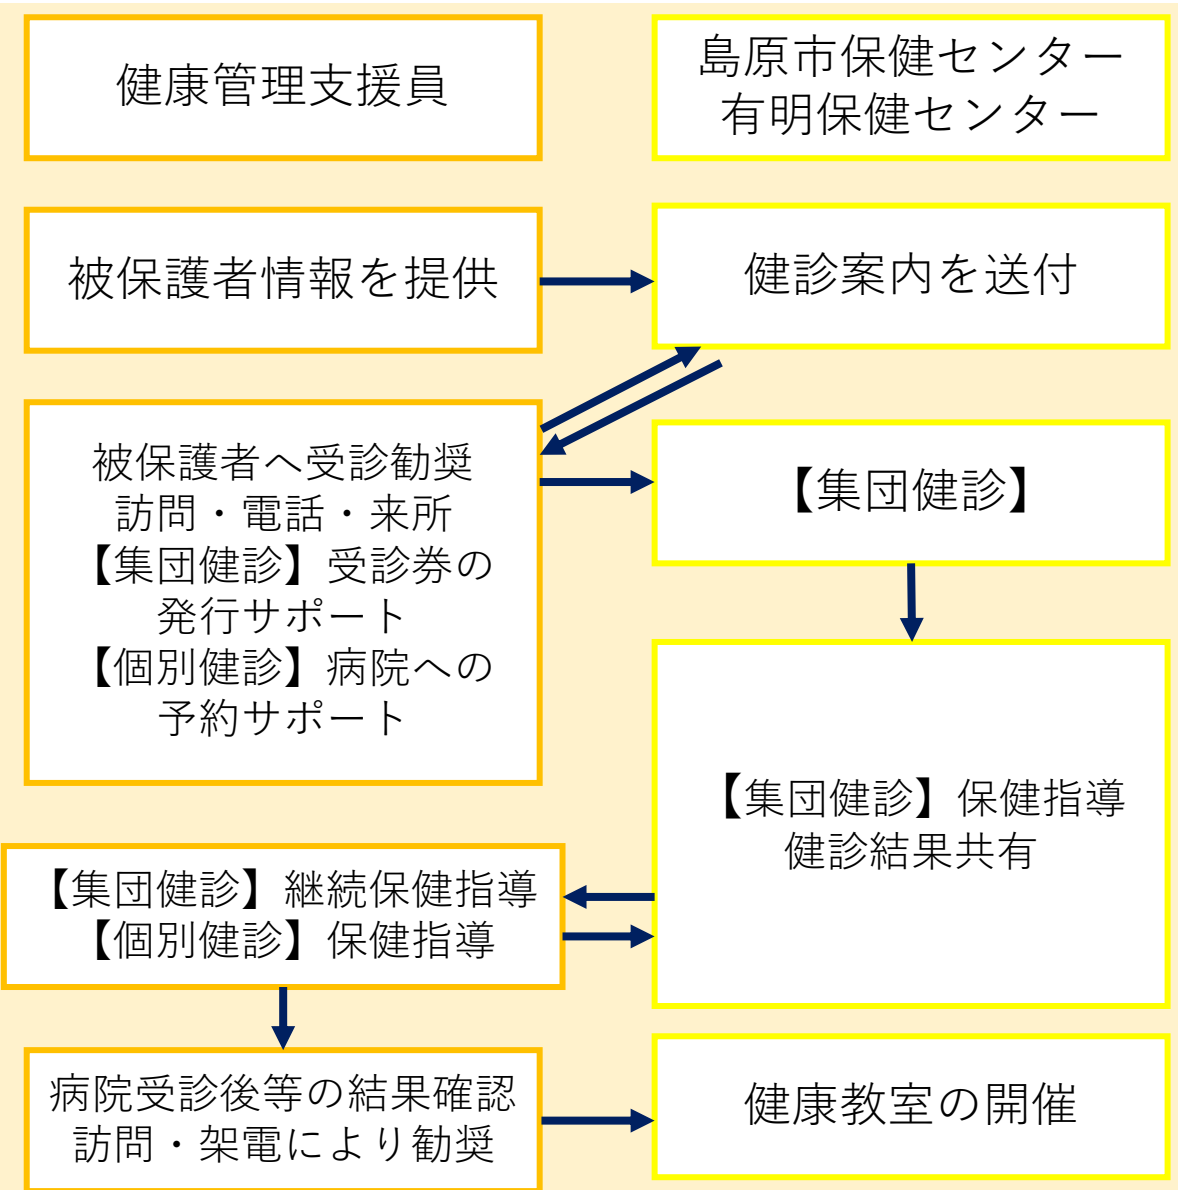 健康管理支援員
島原市保健センター
有明保健センター
被保護者情報を提供
健診案内を送付
被保護者へ受診勧奨
訪問・電話・来所
【集団健診】受診券の
発行サポート
【個別健診】病院への
予約サポート
【集団健診】
【集団健診】保健指導
健診結果共有
【集団健診】継続保健指導
【個別健診】保健指導
病院受診後等の結果確認
訪問・架電により勧奨
健康教室の開催